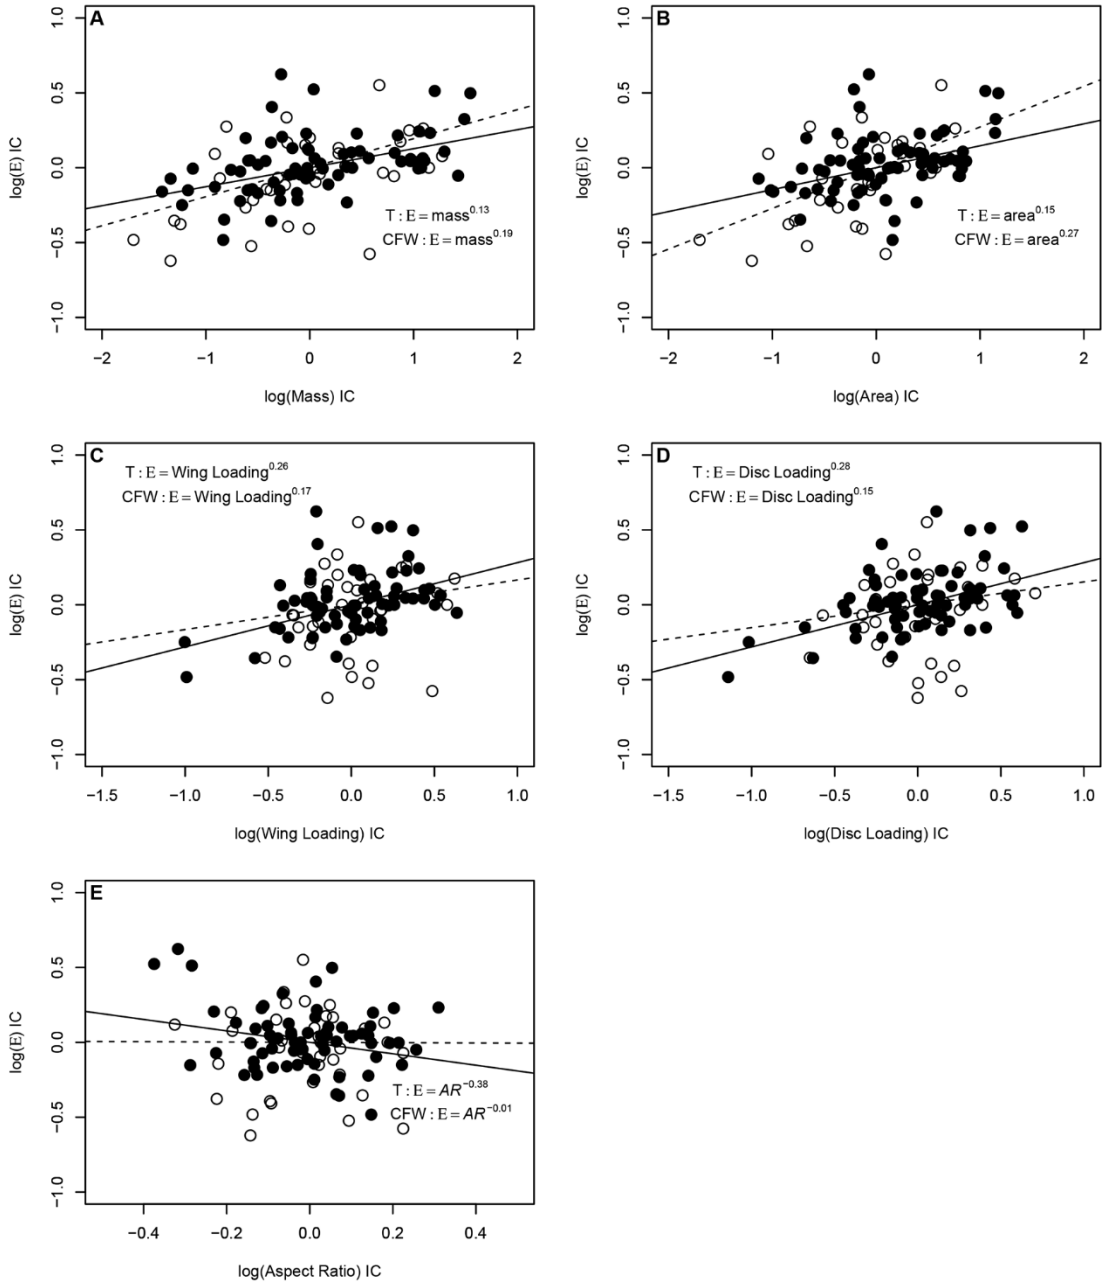 A
log(E) IC
1.0
0.5
0.0
−0.5
−1.0
T : E = mass^0.13
CFW : E = mass^0.19
−2 −1 0 1 2
log(Mass) IC
B
log(E) IC
1.0
0.5
0.0
−0.5
−1.0
T : E = area^0.15
CFW : E = area^0.27
−2 −1 0 1 2
log(Area) IC
C
T : E = Wing Loading^0.26
CFW : E = Wing Loading^0.17
log(E) IC
1.0
0.5
0.0
−0.5
−1.0
−1.5 −1.0 −0.5 0.0 0.5 1.0
log(Wing Loading) IC
D
T : E = Disc Loading^0.28
CFW : E = Disc Loading^0.15
log(E) IC
1.0
0.5
0.0
−0.5
−1.0
−1.5 −1.0 −0.5 0.0 0.5 1.0
log(Disc Loading) IC
E
log(E) IC
1.0
0.5
0.0
−0.5
−1.0
T : E = AR^−0.38
CFW : E = AR^−0.01
−0.4 −0.2 0.0 0.2 0.4
log(Aspect Ratio) IC